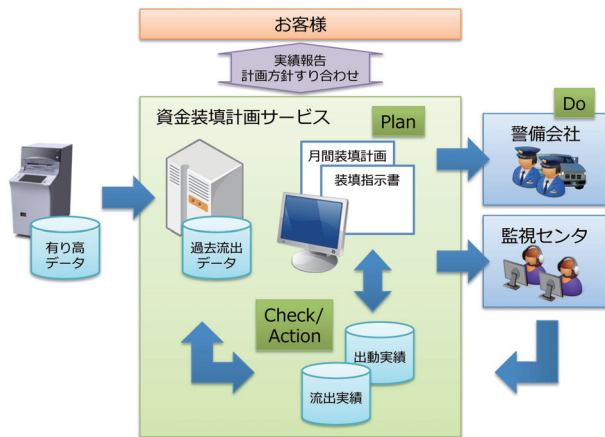 お客様
実績報告
計画方針すり合わせ
資金装填計画サービス
Plan
Do
月間装填計画
装填指示書
警備会社
有り高
データ
過去流出
データ
監視センタ
Check/
Action
出動実績
流出実績